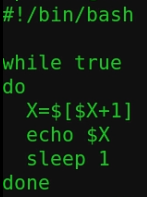 #!/bin/bash
while true
do
X=$[$X+1]
echo $X
sleep 1
done